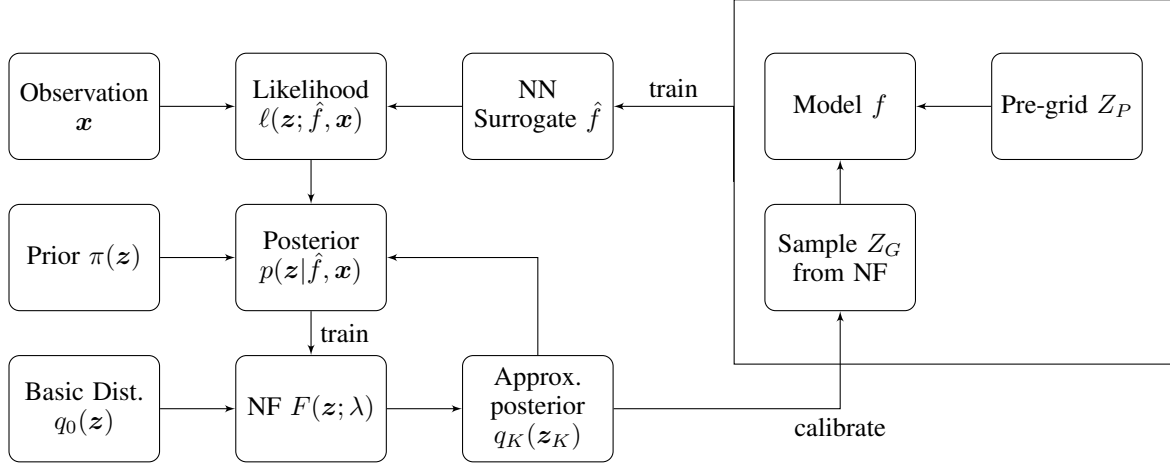 Observation
𝒙
Likelihood
ℓ(𝒛; f̂, 𝒙)
NN
Surrogate f̂
train
Model f
Pre-grid Z_P
Prior π(𝒛)
Posterior
p(𝒛|f̂, 𝒙)
Sample Z_G
from NF
train
Basic Dist.
q₀(𝒛)
NF F(𝒛; λ)
Approx.
posterior
q_K(𝒛_K)
calibrate